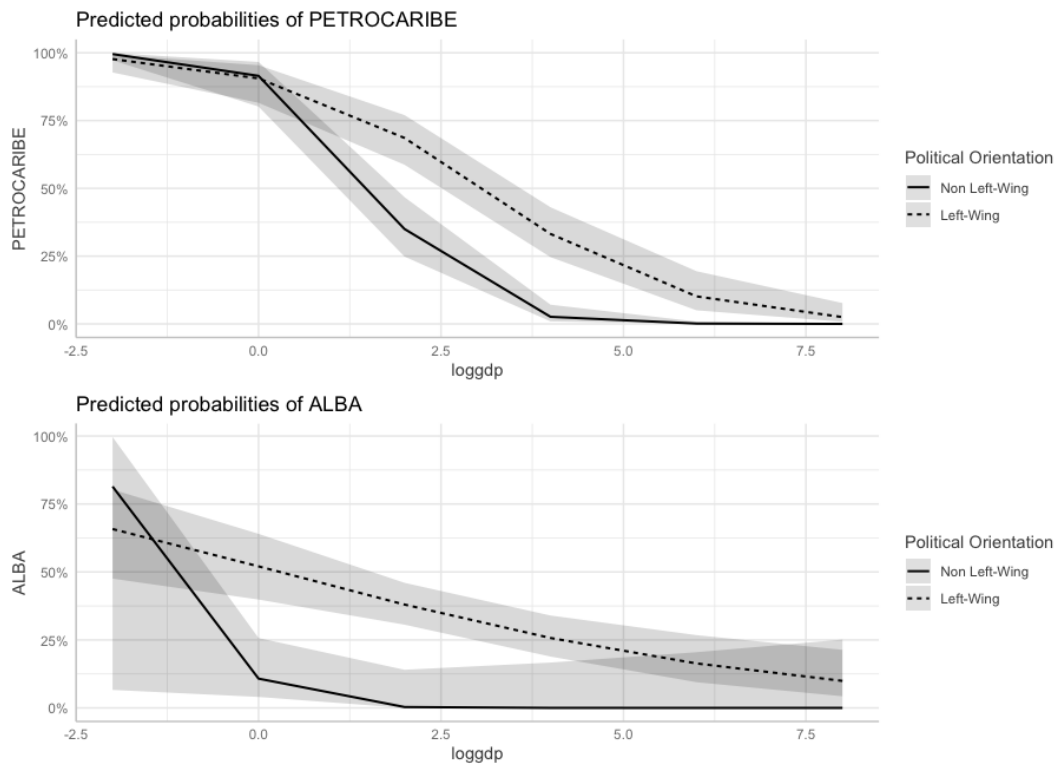 Predicted probabilities of PETROCARIBE
100%
75%
50%
25%
0%
PETROCARIBE
-2.5 0.0 2.5 5.0 7.5
loggdp
Political Orientation
Non Left-Wing
Left-Wing
Predicted probabilities of ALBA
100%
75%
50%
25%
0%
ALBA
-2.5 0.0 2.5 5.0 7.5
loggdp
Political Orientation
Non Left-Wing
Left-Wing